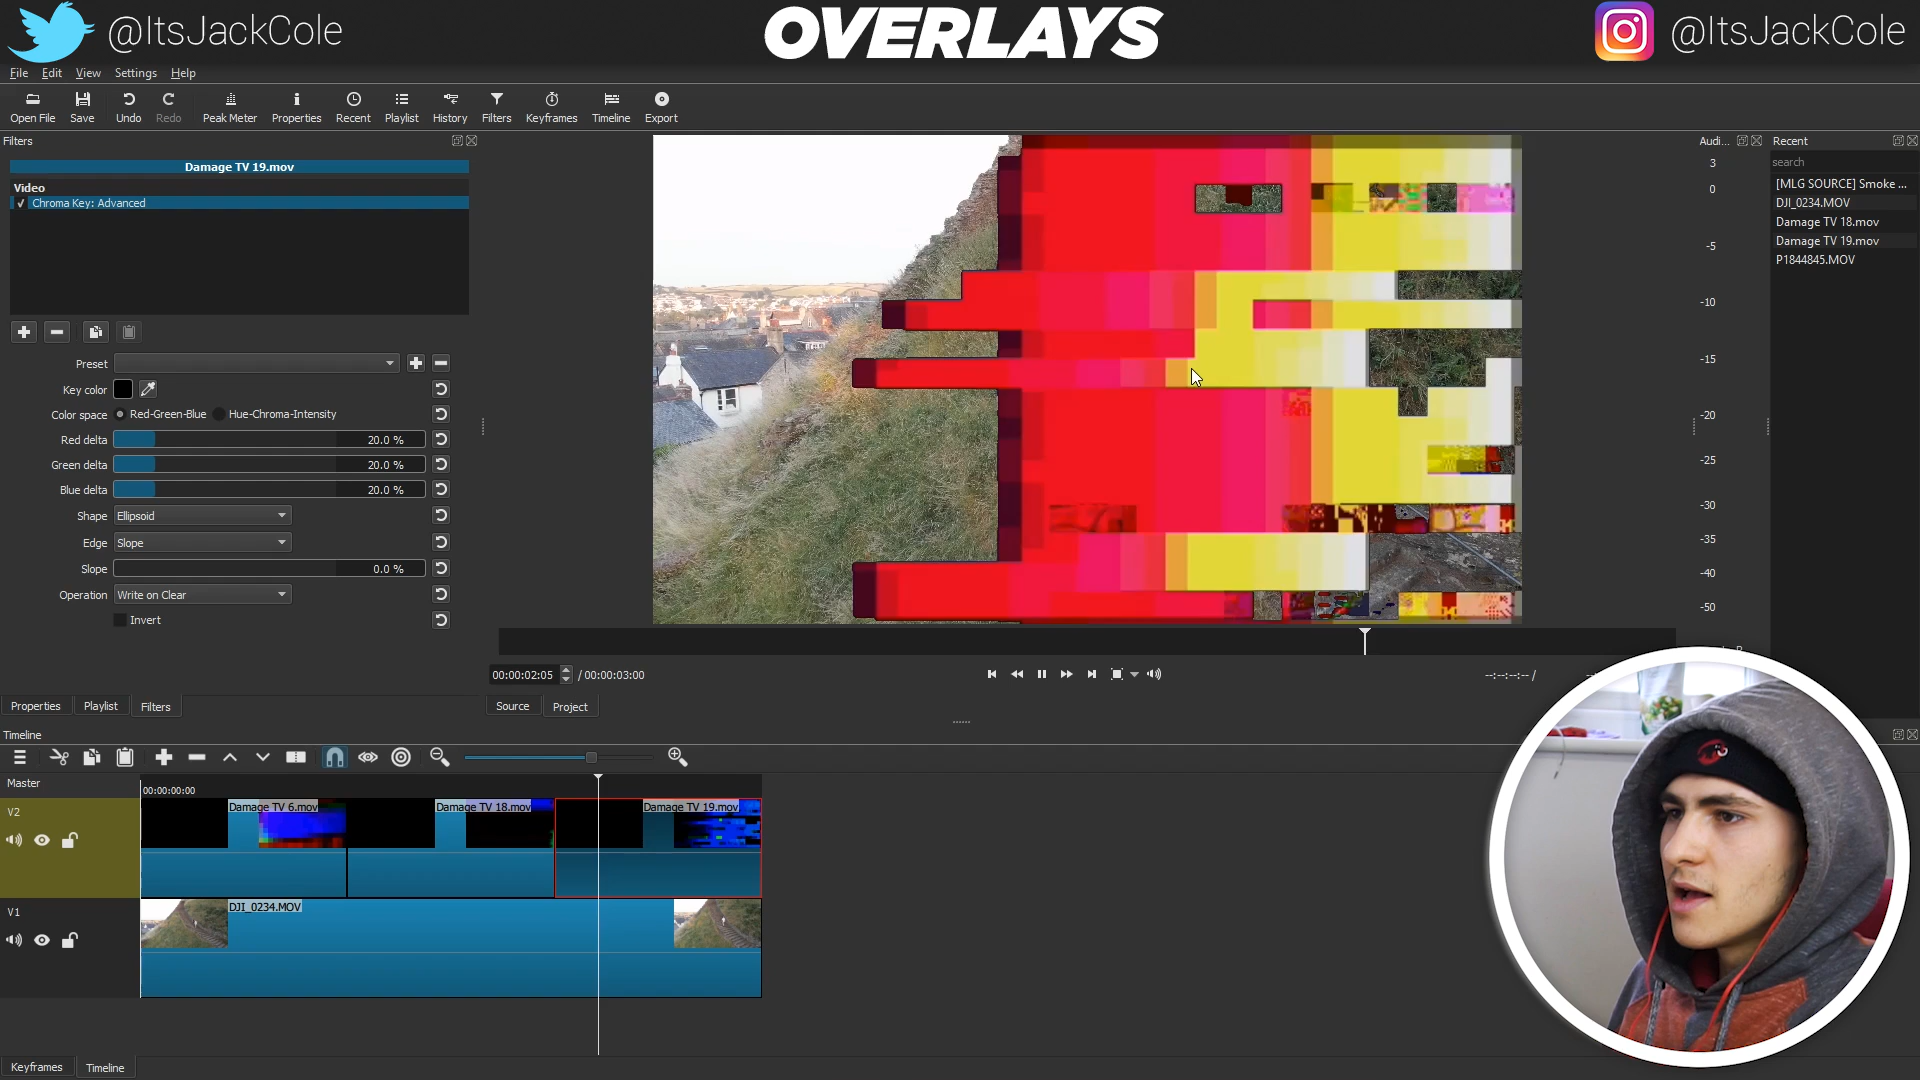 @ItsJackCole
OVERLAYS
@ItsJackCole
File Edit View Settings Help
Open File Save Undo Redo Peak Meter Properties Recent Playlist History Filters Keyframes Timeline Export
Filters
Damage TV 19.mov
Video
Chroma Key: Advanced
Preset
Key color
Color space Red-Green-Blue Hue-Chroma-Intensity
Red delta 20.0 %
Green delta 20.0 %
Blue delta 20.0 %
Shape Ellipsoid
Edge Slope
Slope 0.0 %
Operation Write on Clear
Invert
Properties Playlist Filters
00:00:02:05 / 00:00:03:00
--:--:--:-- /
Source Project
Audi...
3
0
-5
-10
-15
-20
-25
-30
-35
-40
-50
Recent
search
[MLG SOURCE] Smoke ...
DJI_0234.MOV
Damage TV 18.mov
Damage TV 19.mov
P1844845.MOV
Timeline
Master
00:00:00:00
V2
Damage TV 6.mov Damage TV 18.mov Damage TV 19.mov
V1
DJI_0234.MOV
Keyframes Timeline